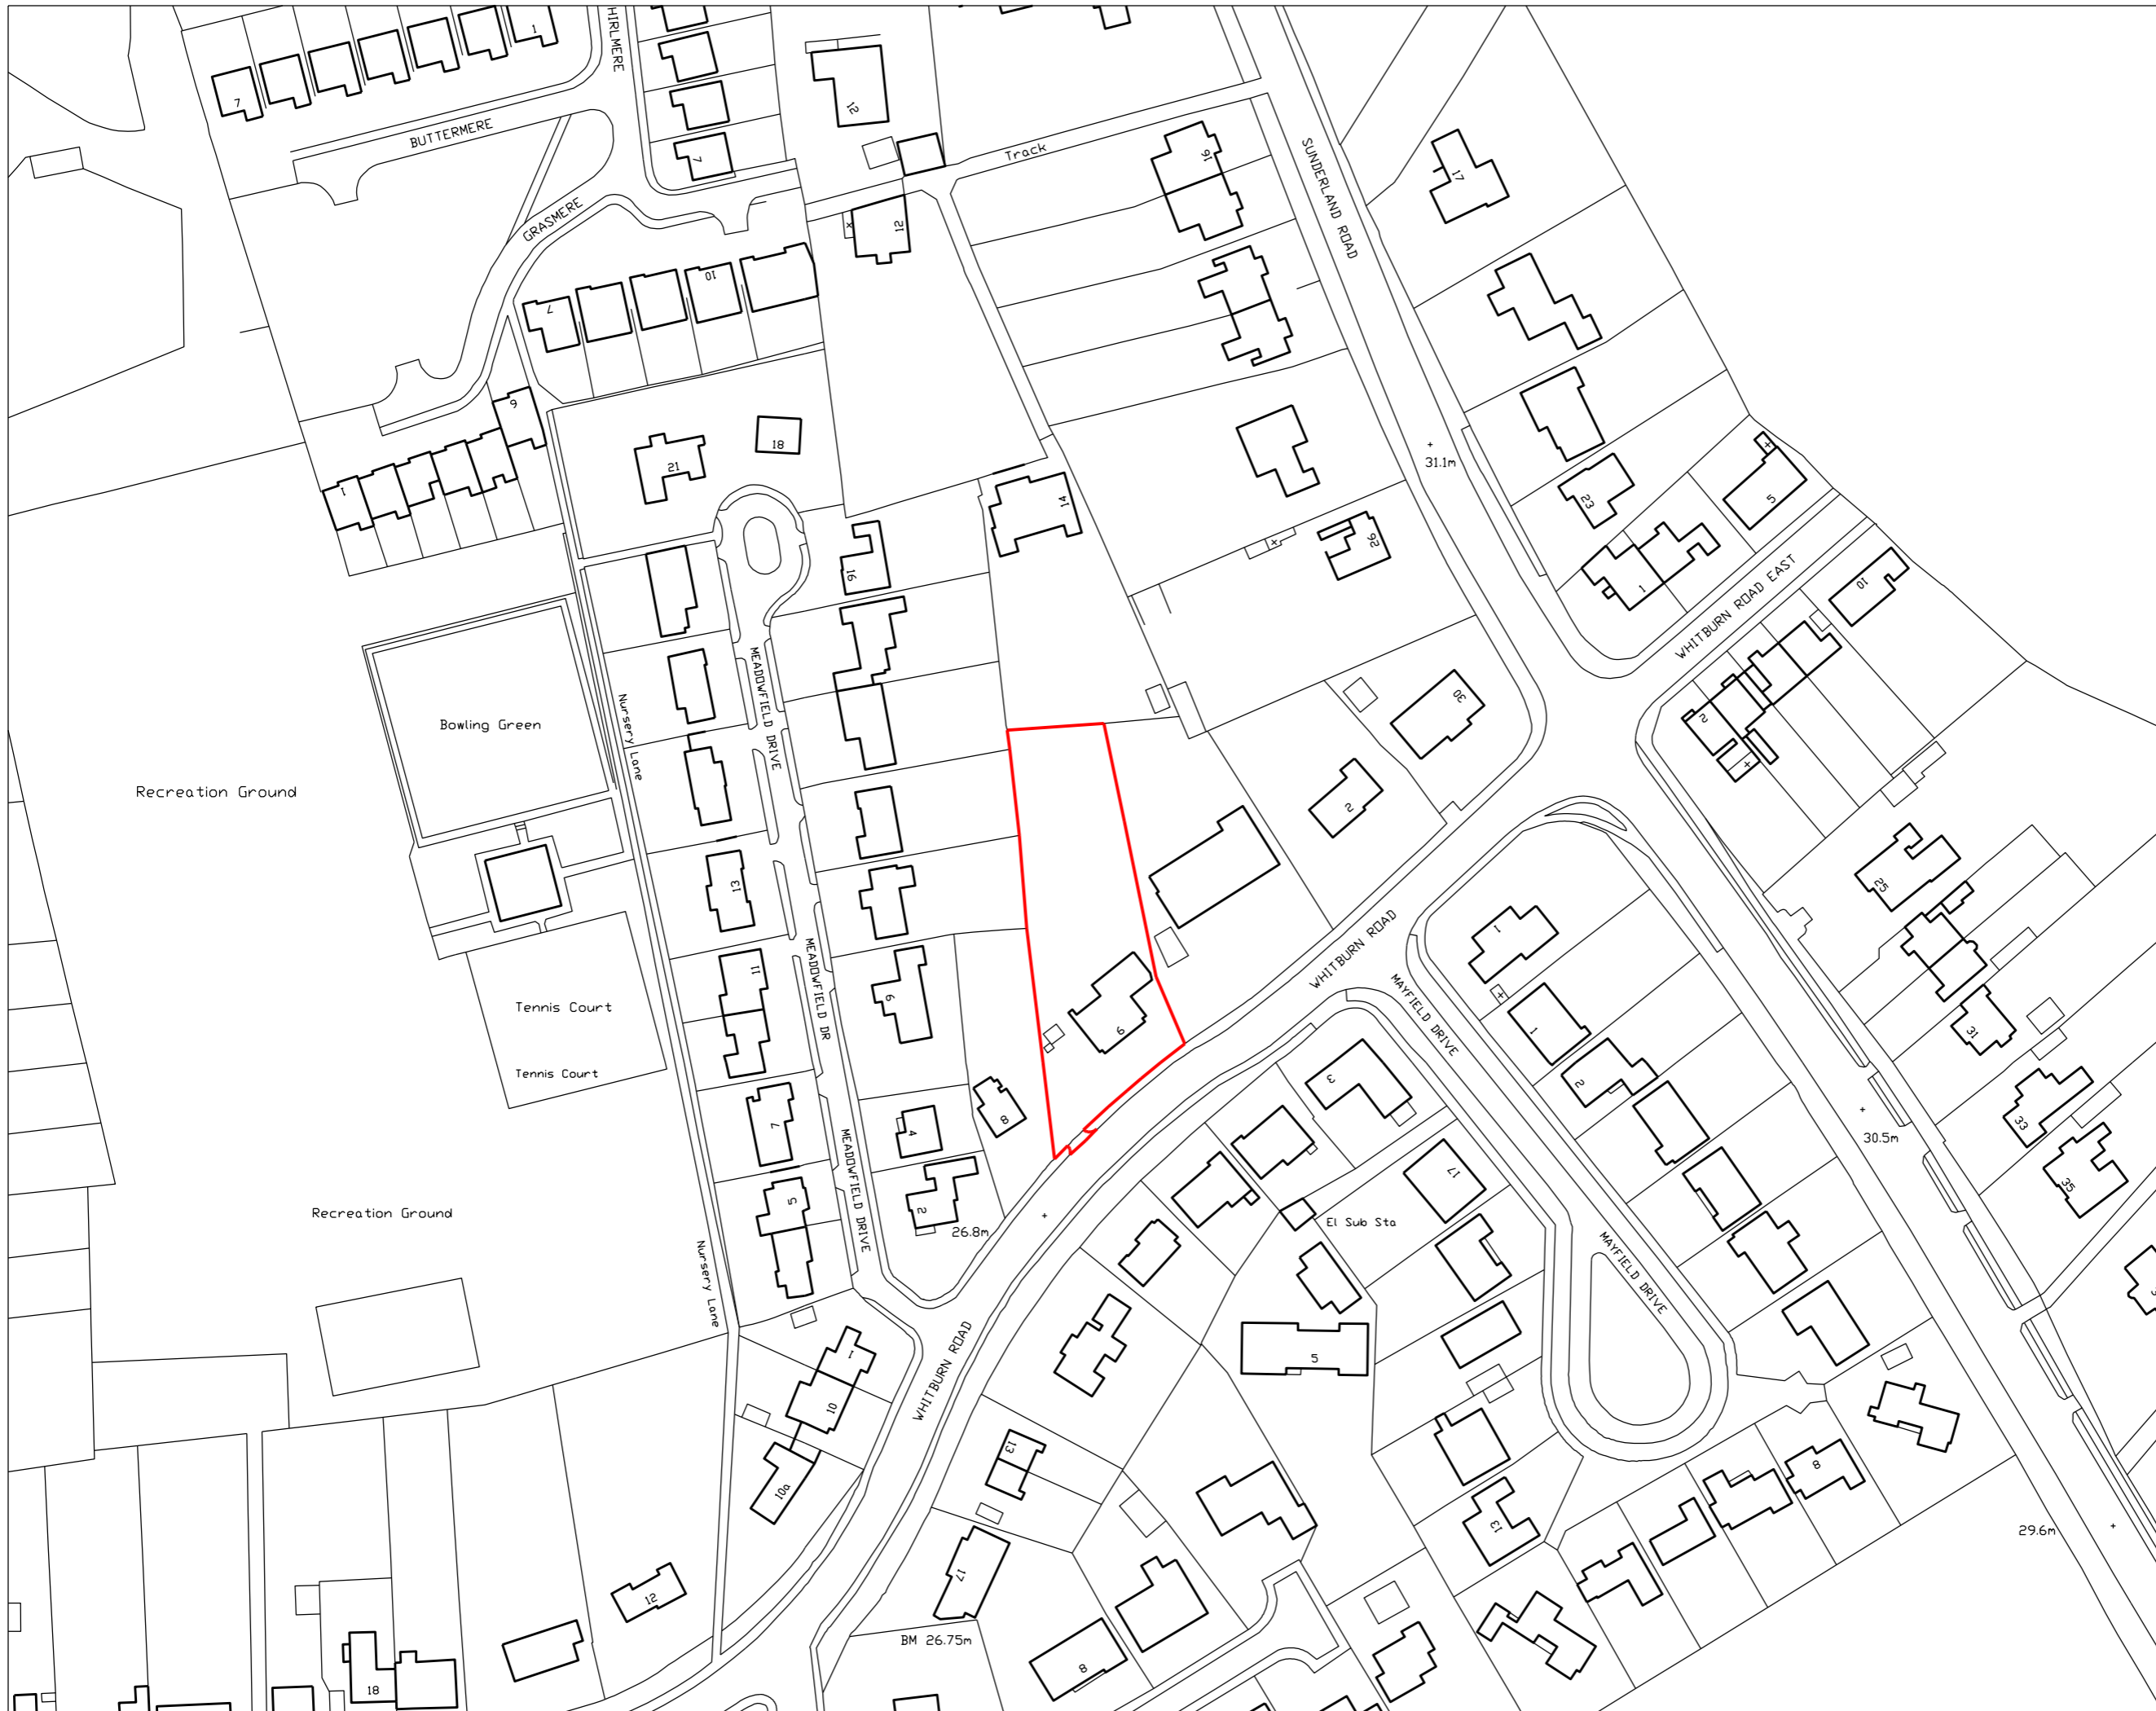 1
HIRLMERE
7
BUTTERMERE
7
12
Track
16
SUNDERLAND ROAD
17
GRASMERE
x
21
10
7
9
18
21
31.1m
+
5
23
1
14
x
26
16
1
WHITBURN ROAD EAST
10
MEADOWFIELD DRIVE
Nursery Lane
Bowling Green
30
2
+
Recreation Ground
2
13
25
MEADOWFIELD DR
WHITBURN ROAD
MAYFIELD DRIVE
1
11
9
Tennis Court
6
1
31
Tennis Court
3
2
8
4
7
33
30.5m
MEADOWFIELD DRIVE
17
35
5
2
Recreation Ground
26.8m
El Sub Sta
MAYFIELD DRIVE
Nursery Lane
WHITBURN ROAD
1
5
10
13
8
10a
13
29.6m
17
12
BM 26.75m
8
18